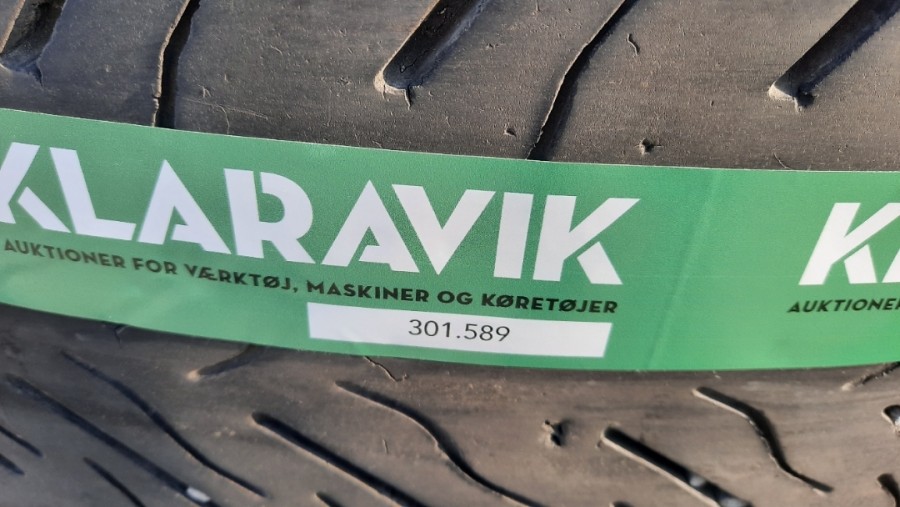 KLARAVIK
AUKTIONER FOR VÆRKTØJ, MASKINER OG KØRETØJER
301.589